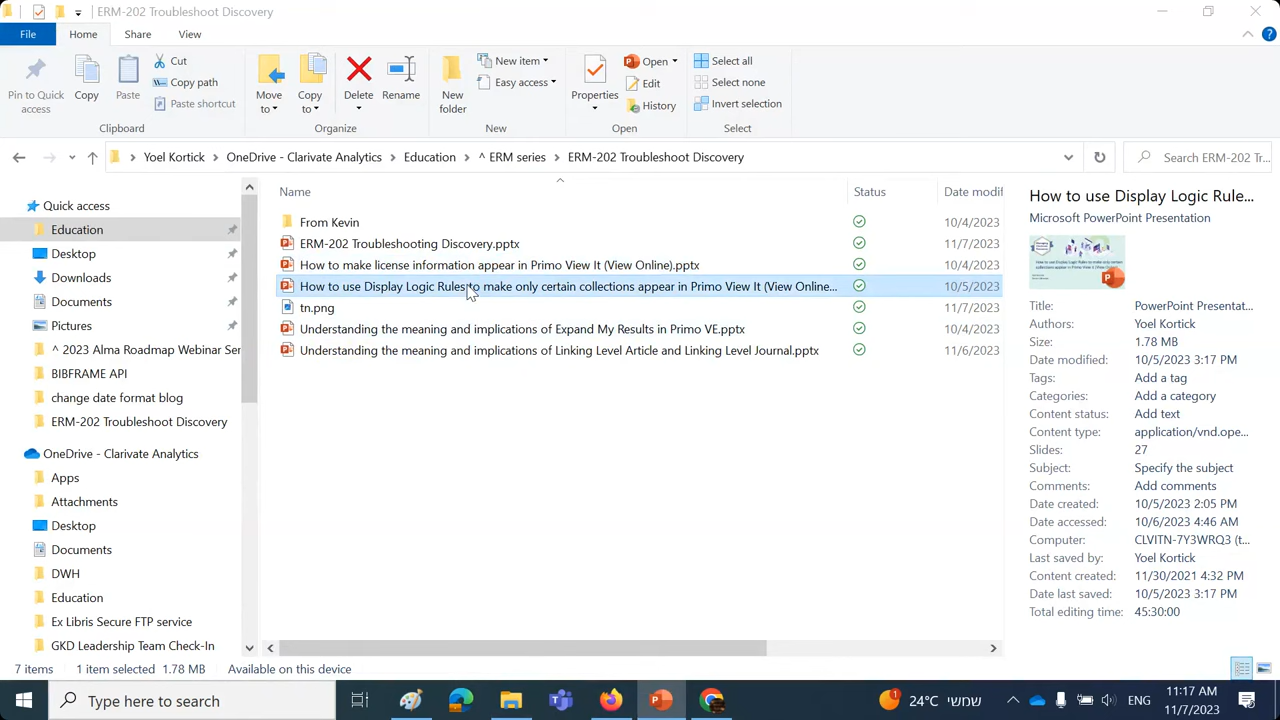 ERM-202 Troubleshoot Discovery
File Home Share View
Pin to Quick access
Copy
Paste
Cut
Copy path
Paste shortcut
Clipboard
Move to
Copy to
Delete
Rename
Organize
New folder
New item
Easy access
New
Properties
Open
Edit
History
Open
Select all
Select none
Invert selection
Select
Yoel Kortick > OneDrive - Clarivate Analytics > Education > ^ ERM series > ERM-202 Troubleshoot Discovery
Search ERM-202 Tr...
Quick access
Education
Desktop
Downloads
Documents
Pictures
^ 2023 Alma Roadmap Webinar Ser
BIBFRAME API
change date format blog
ERM-202 Troubleshoot Discovery
OneDrive - Clarivate Analytics
Apps
Attachments
Desktop
Documents
DWH
Education
Ex Libris Secure FTP service
GKD Leadership Team Check-In
Name Status Date modif
From Kevin 10/4/2023
ERM-202 Troubleshooting Discovery.pptx 11/7/2023
How to make license information appear in Primo View It (View Online).pptx 10/4/2023
How to use Display Logic Rules to make only certain collections appear in Primo View It (View Online... 10/5/2023
tn.png 11/7/2023
Understanding the meaning and implications of Expand My Results in Primo VE.pptx 10/4/2023
Understanding the meaning and implications of Linking Level Article and Linking Level Journal.pptx 11/6/2023
How to use Display Logic Rule...
Microsoft PowerPoint Presentation
Title: PowerPoint Presentat...
Authors: Yoel Kortick
Size: 1.78 MB
Date modified: 10/5/2023 3:17 PM
Tags: Add a tag
Categories: Add a category
Content status: Add text
Content type: application/vnd.ope...
Slides: 27
Subject: Specify the subject
Comments: Add comments
Date created: 10/5/2023 2:05 PM
Date accessed: 10/6/2023 4:46 AM
Computer: CLVITN-7Y3WRQ3 (t...
Last saved by: Yoel Kortick
Content created: 11/30/2021 4:32 PM
Date last saved: 10/5/2023 3:17 PM
Total editing time: 45:30:00
7 items 1 item selected 1.78 MB Available on this device
Type here to search
1
24°C שמשי
ENG
11:17 AM
11/7/2023